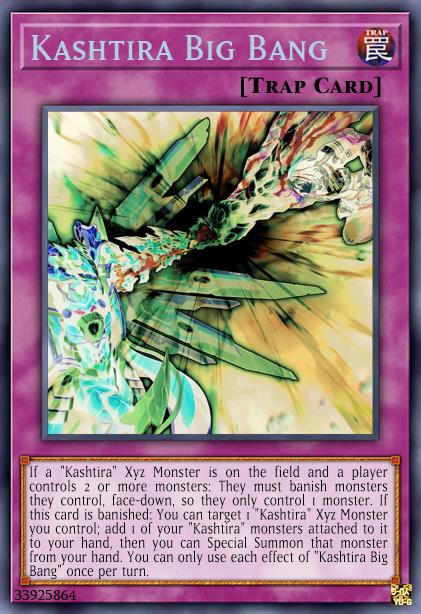 Kashtira Big Bang
TRAP
罠
[Trap Card]
If a "Kashtira" Xyz Monster is on the field and a player
controls 2 or more monsters: They must banish monsters
they control, face-down, so they only control 1 monster. If
this card is banished: You can target 1 "Kashtira" Xyz Monster
you control; add 1 of your "Kashtira" monsters attached to it
to your hand, then you can Special Summon that
monster from your hand. You can only use each effect of "Kashtira Big
Bang" once per turn.
33925864